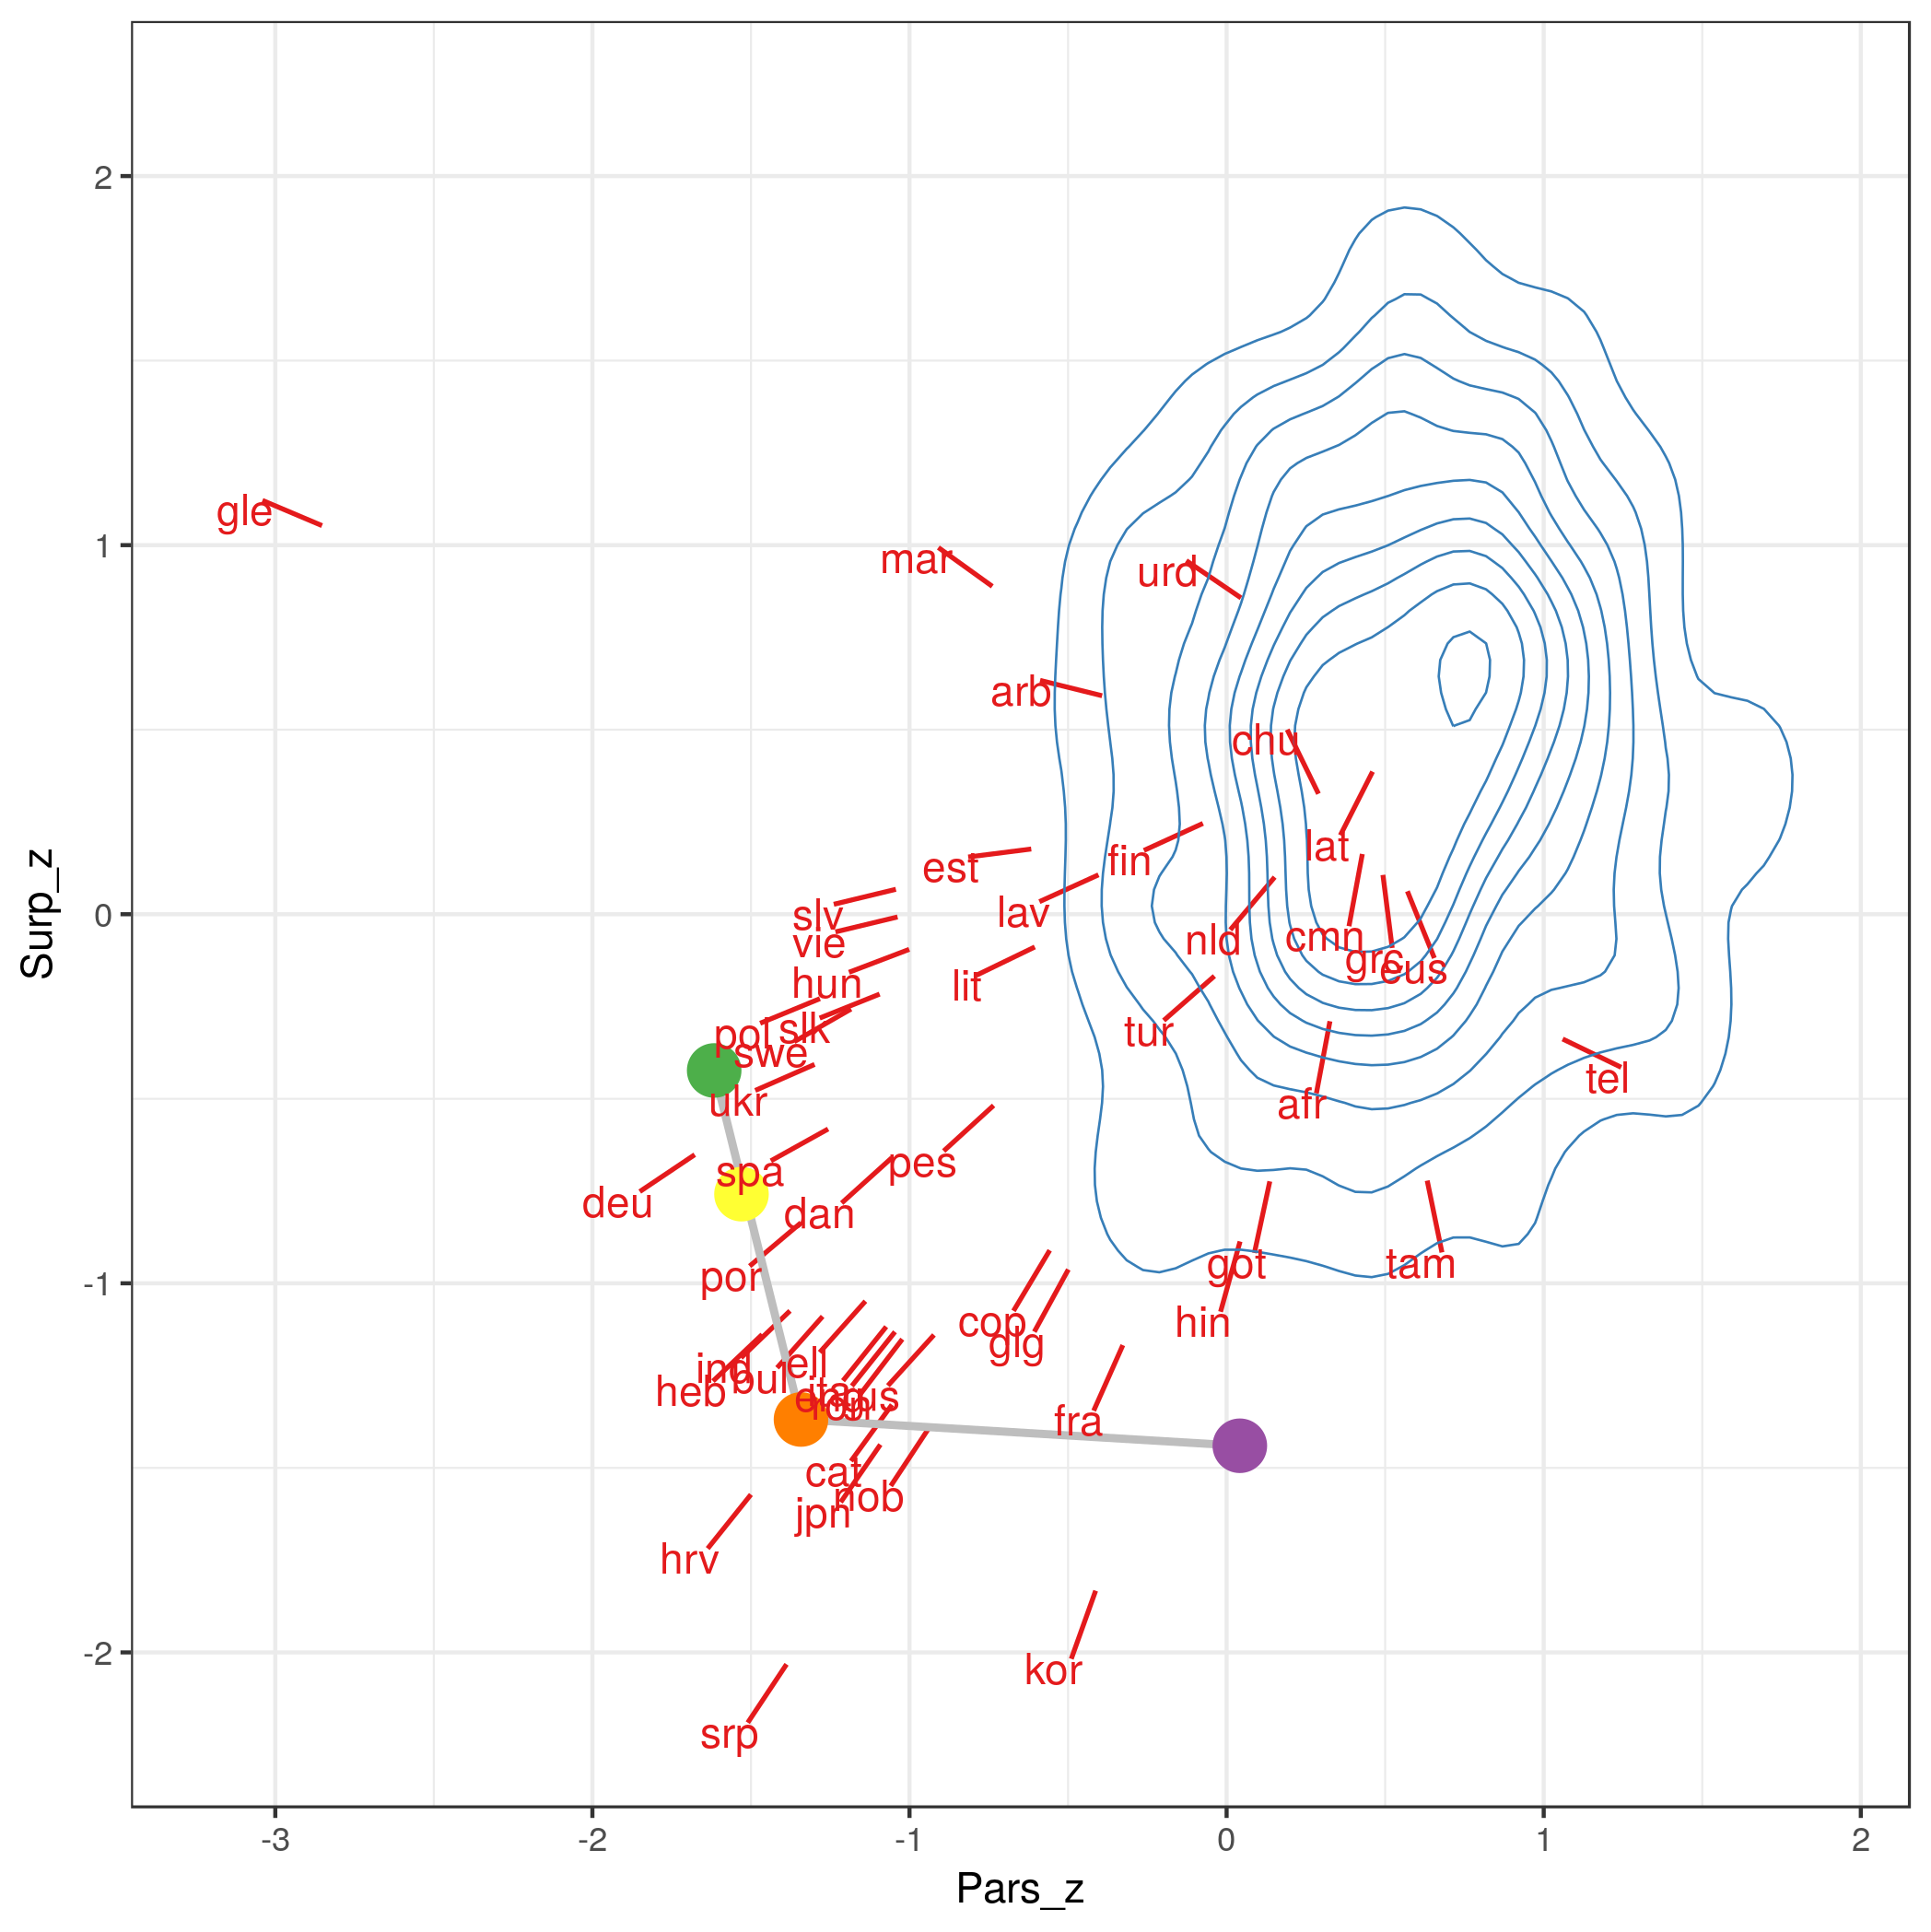 2
gle
mar
urd
1
arb
chu
lat
fin
est
lav
slv
0
vie
nld
cmn
grc
eus
hun
lit
pol
slk
swe
tur
tel
ukr
afr
pes
spa
deu
dan
por
got
tam
-1
hin
cop
glg
ell
ind
bul
heb
ita
eng
rus
fra
cat
nob
jpn
hrv
-2
kor
srp
-3
-2
-1
0
1
2
Pars_z
Surp_z